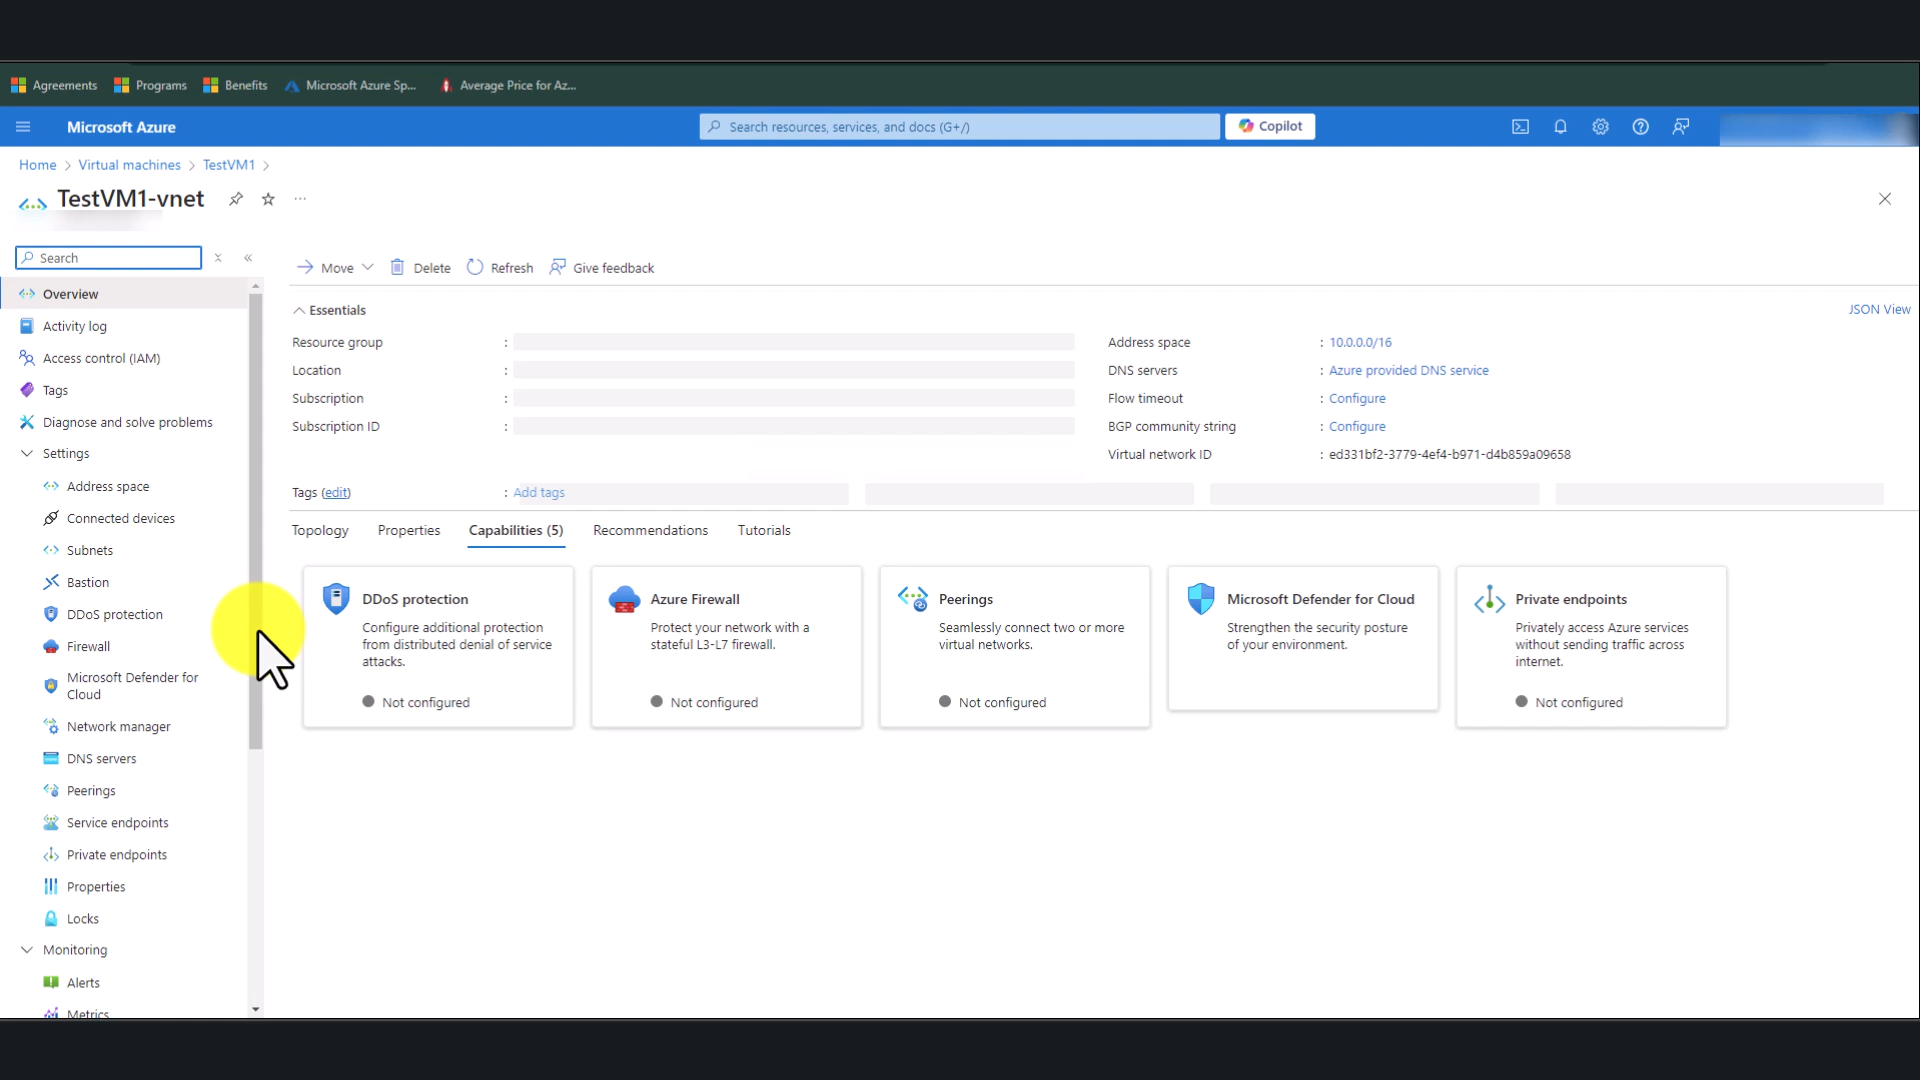 Agreements Programs Benefits Microsoft Azure Sp... Average Price for Az...
Microsoft Azure Search resources, services, and docs (G+/) Copilot
Home > Virtual machines > TestVM1 >
TestVM1-vnet ...
Search
Move Delete Refresh Give feedback
Overview
Activity log
Access control (IAM)
Tags
Diagnose and solve problems
Settings
Address space
Connected devices
Subnets
Bastion
DDoS protection
Firewall
Microsoft Defender for
Cloud
Network manager
DNS servers
Peerings
Service endpoints
Private endpoints
Properties
Locks
Monitoring
Alerts
Metrics
Essentials
JSON View
Resource group :
Location :
Subscription :
Subscription ID :
Address space : 10.0.0.0/16
DNS servers : Azure provided DNS service
Flow timeout : Configure
BGP community string : Configure
Virtual network ID : ed331bf2-3779-4ef4-b971-d4b859a09658
Tags (edit) : Add tags
Topology Properties Capabilities (5) Recommendations Tutorials
DDoS protection
Configure additional protection
from distributed denial of service
attacks.
Not configured
Azure Firewall
Protect your network with a
stateful L3-L7 firewall.
Not configured
Peerings
Seamlessly connect two or more
virtual networks.
Not configured
Microsoft Defender for Cloud
Strengthen the security posture
of your environment.
Private endpoints
Privately access Azure services
without sending traffic across
internet.
Not configured